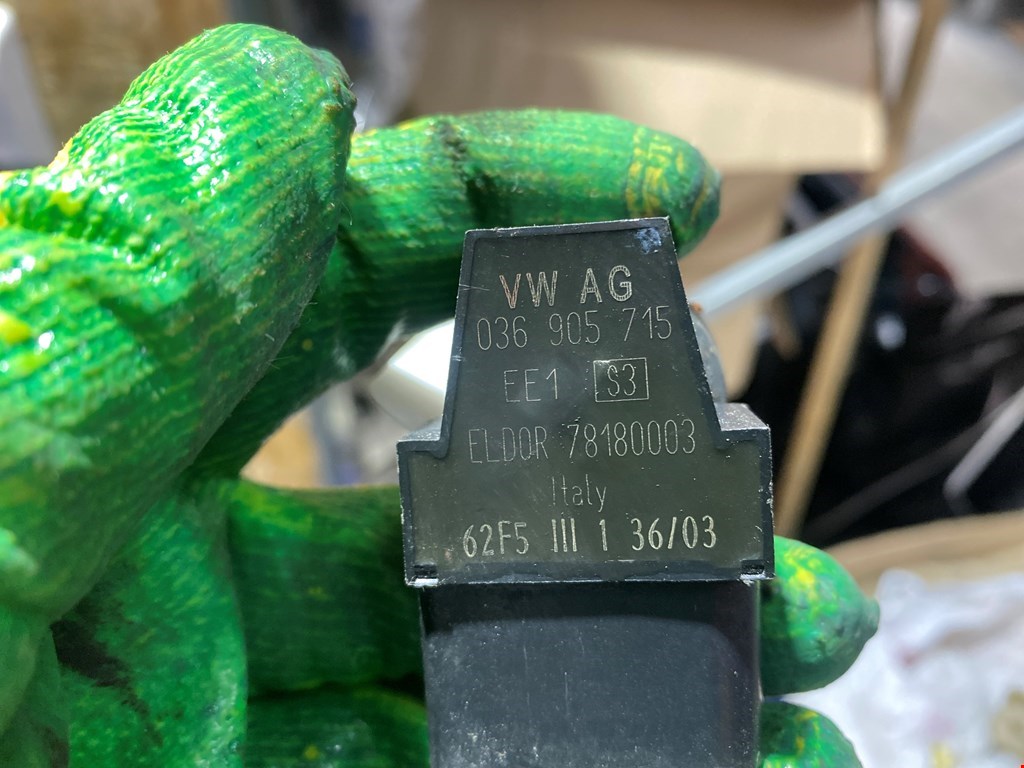 VW AG
036 905 715
EE1 S3
ELDOR 78180003
Italy
62F5 III 1 36/03